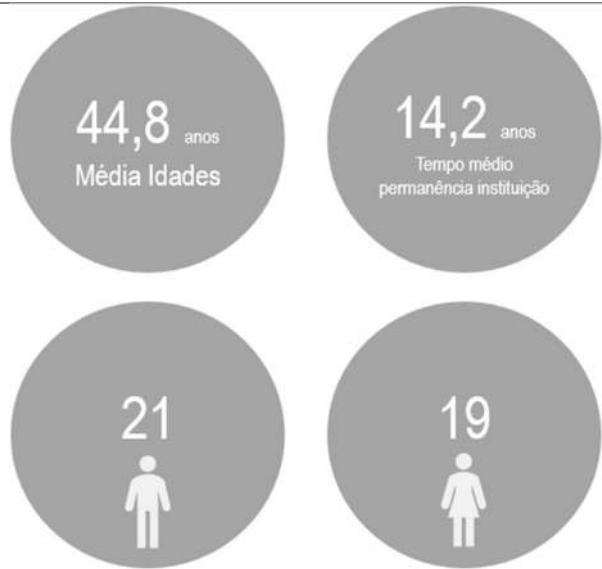 44,8 anos
Média Idades
14,2 anos
Tempo médio
permanência instituição
21
19